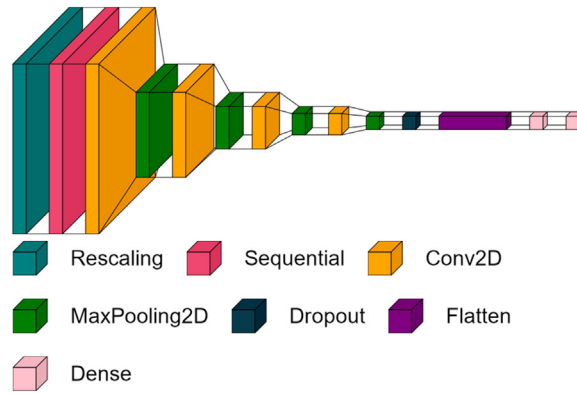 Rescaling Sequential Conv2D
MaxPooling2D Dropout Flatten
Dense